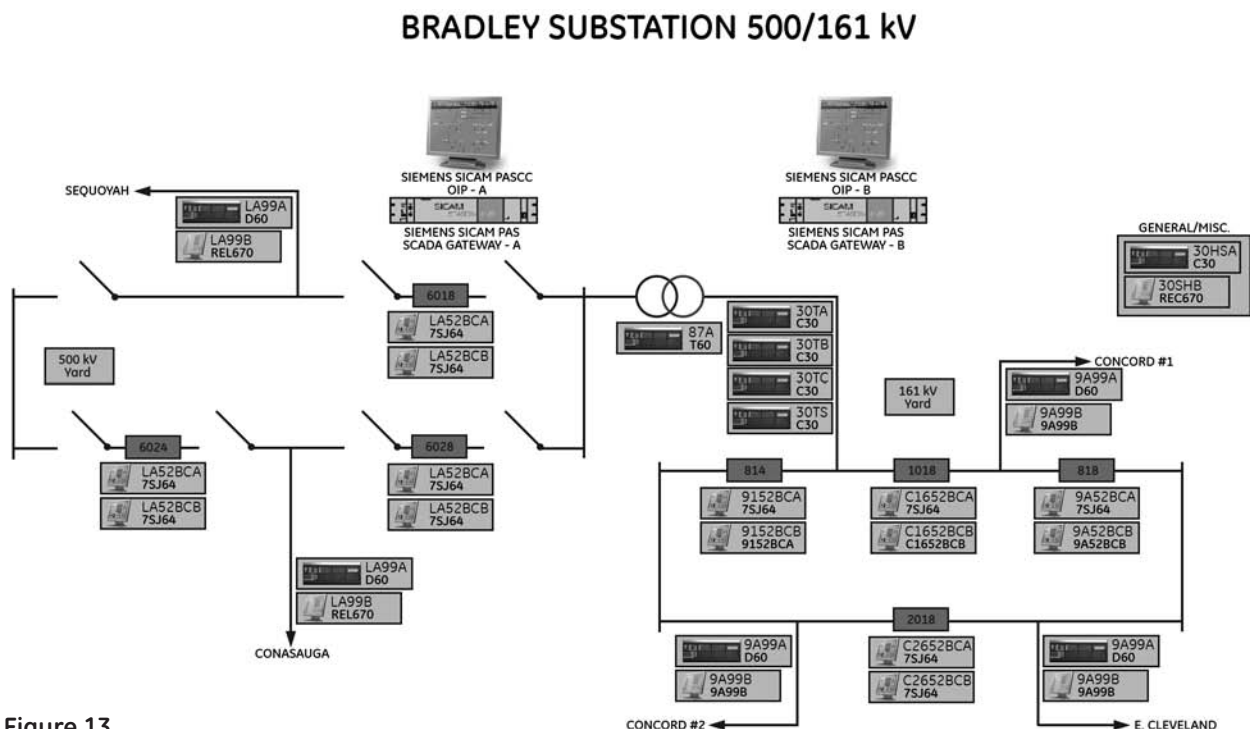 BRADLEY SUBSTATION 500/161 kV
SIEMENS SICAM PASCC
OIP - A
SICAM
SIEMENS SICAM PAS
SCADA GATEWAY - A
SIEMENS SICAM PASCC
OIP - B
SICAM
SIEMENS SICAM PAS
SCADA GATEWAY - B
SEQUOYAH
LA99A
D60
LA99B
REL670
GENERAL/MISC.
30HSA
C30
30SHB
REC670
6018
LA52BCA
7SJ64
LA52BCB
7SJ64
87A
T60
30TA
C30
30TB
C30
30TC
C30
30TS
C30
500 kV
Yard
161 kV
Yard
CONCORD #1
9A99A
D60
9A99B
9A99B
6024
LA52BCA
7SJ64
LA52BCB
7SJ64
6028
LA52BCA
7SJ64
LA52BCB
7SJ64
814
9152BCA
7SJ64
9152BCB
9152BCA
1018
C1652BCA
7SJ64
C1652BCB
C1652BCB
818
9A52BCA
7SJ64
9A52BCB
9A52BCB
LA99A
D60
LA99B
REL670
CONASAUGA
2018
C2652BCA
7SJ64
C2652BCB
7SJ64
9A99A
D60
9A99B
9A99B
CONCORD #2
9A99A
D60
9A99B
9A99B
E. CLEVELAND
Figure 13